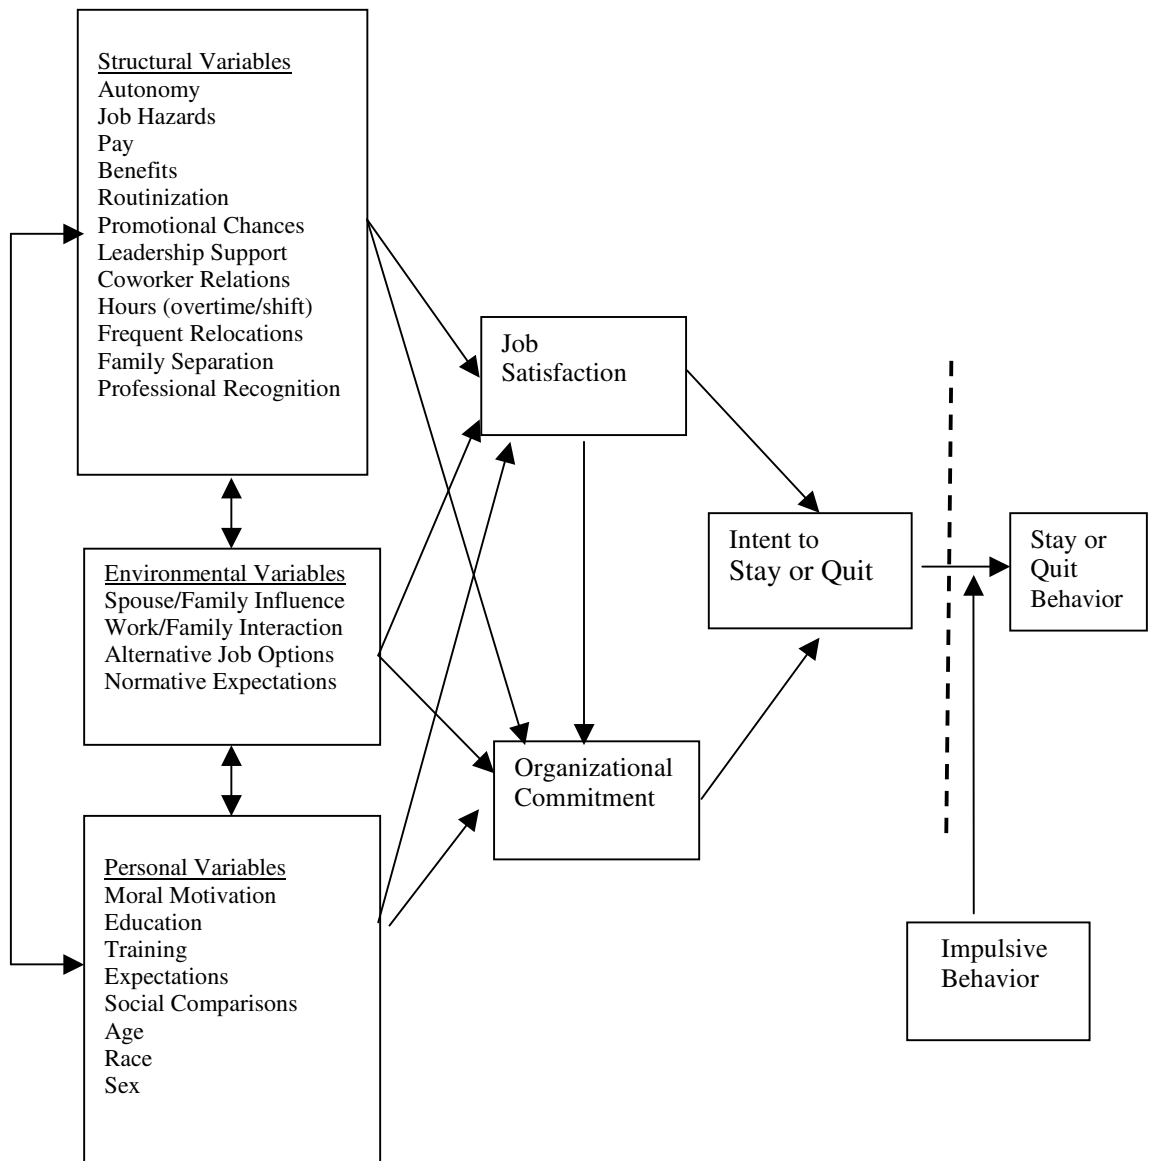 Structural Variables
Autonomy
Job Hazards
Pay
Benefits
Routinization
Promotional Chances
Leadership Support
Coworker Relations
Hours (overtime/shift)
Frequent Relocations
Family Separation
Professional Recognition
Environmental Variables
Spouse/Family Influence
Work/Family Interaction
Alternative Job Options
Normative Expectations
Personal Variables
Moral Motivation
Education
Training
Expectations
Social Comparisons
Age
Race
Sex
Job
Satisfaction
Organizational
Commitment
Intent to
Stay or Quit
Stay or
Quit
Behavior
Impulsive
Behavior